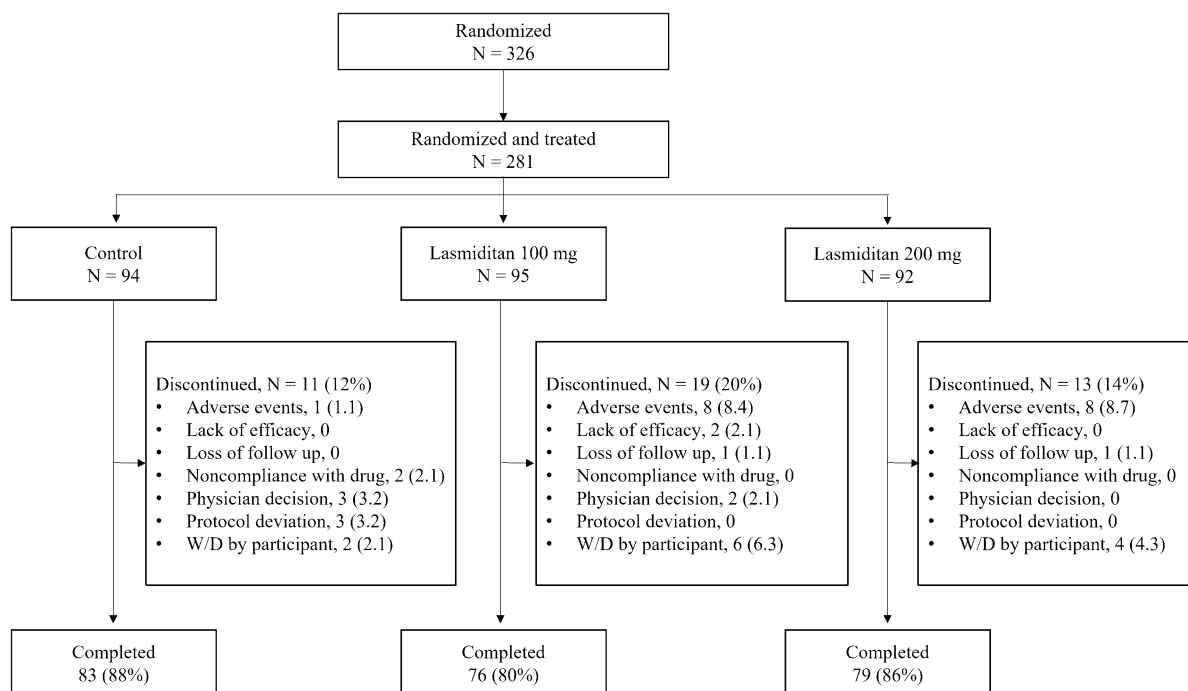 Randomized
N = 326
Randomized and treated
N = 281
Control
N = 94
Lasmiditan 100 mg
N = 95
Lasmiditan 200 mg
N = 92
Discontinued, N = 11 (12%)
• Adverse events, 1 (1.1)
• Lack of efficacy, 0
• Loss of follow up, 0
• Noncompliance with drug, 2 (2.1)
• Physician decision, 3 (3.2)
• Protocol deviation, 3 (3.2)
• W/D by participant, 2 (2.1)
Discontinued, N = 19 (20%)
• Adverse events, 8 (8.4)
• Lack of efficacy, 2 (2.1)
• Loss of follow up, 1 (1.1)
• Noncompliance with drug, 0
• Physician decision, 2 (2.1)
• Protocol deviation, 0
• W/D by participant, 6 (6.3)
Discontinued, N = 13 (14%)
• Adverse events, 8 (8.7)
• Lack of efficacy, 0
• Loss of follow up, 1 (1.1)
• Noncompliance with drug, 0
• Physician decision, 0
• Protocol deviation, 0
• W/D by participant, 4 (4.3)
Completed
83 (88%)
Completed
76 (80%)
Completed
79 (86%)